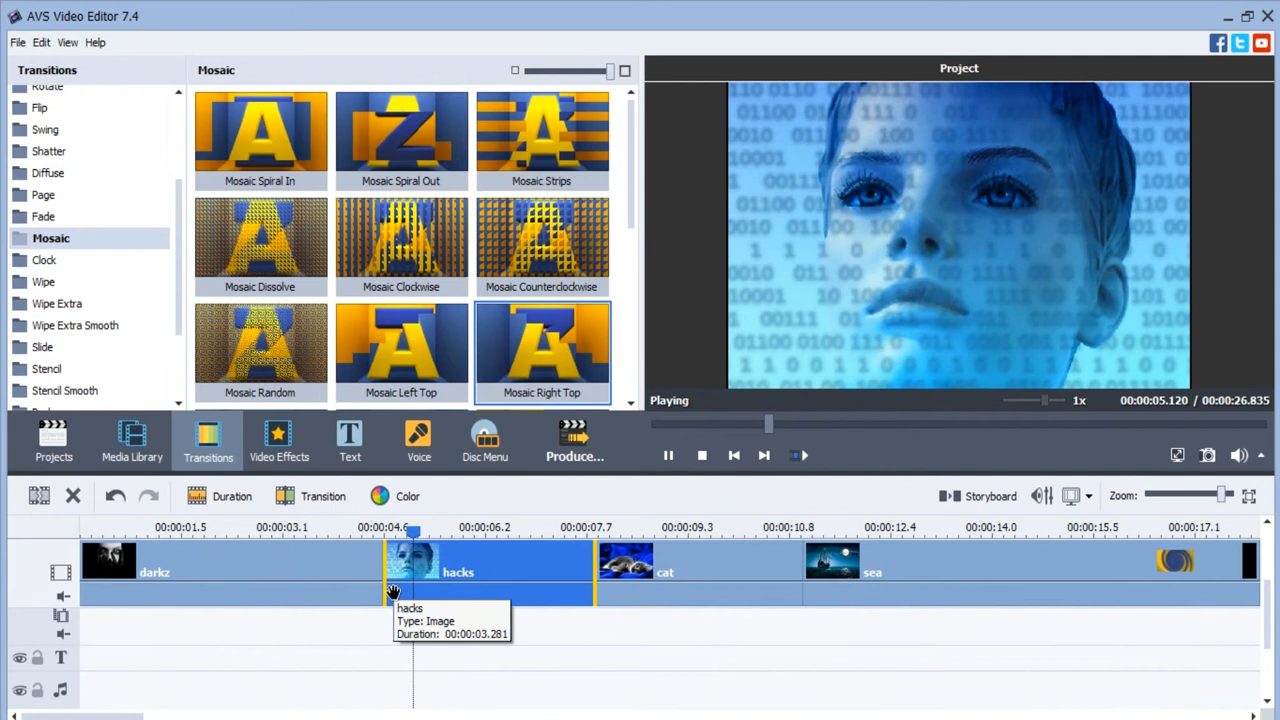 AVS Video Editor 7.4
File Edit View Help
Transitions
Rotate
Flip
Swing
Shatter
Diffuse
Page
Fade
Mosaic
Clock
Wipe
Wipe Extra
Wipe Extra Smooth
Slide
Stencil
Stencil Smooth
Mosaic
Mosaic Spiral In
Mosaic Spiral Out
Mosaic Strips
Mosaic Dissolve
Mosaic Clockwise
Mosaic Counterclockwise
Mosaic Random
Mosaic Left Top
Mosaic Right Top
Project
Playing
1x
00:00:05.120 / 00:00:26.835
Projects
Media Library
Transitions
Video Effects
Text
Voice
Disc Menu
Produce...
Duration
Transition
Color
Storyboard
Zoom:
00:00:01.5 00:00:03.1 00:00:04.6 00:00:06.2 00:00:07.7 00:00:09.3 00:00:10.8 00:00:12.4 00:00:14.0 00:00:15.5 00:00:17.1
darkz
hacks
cat
sea
hacks
Type: Image
Duration: 00:00:03.281